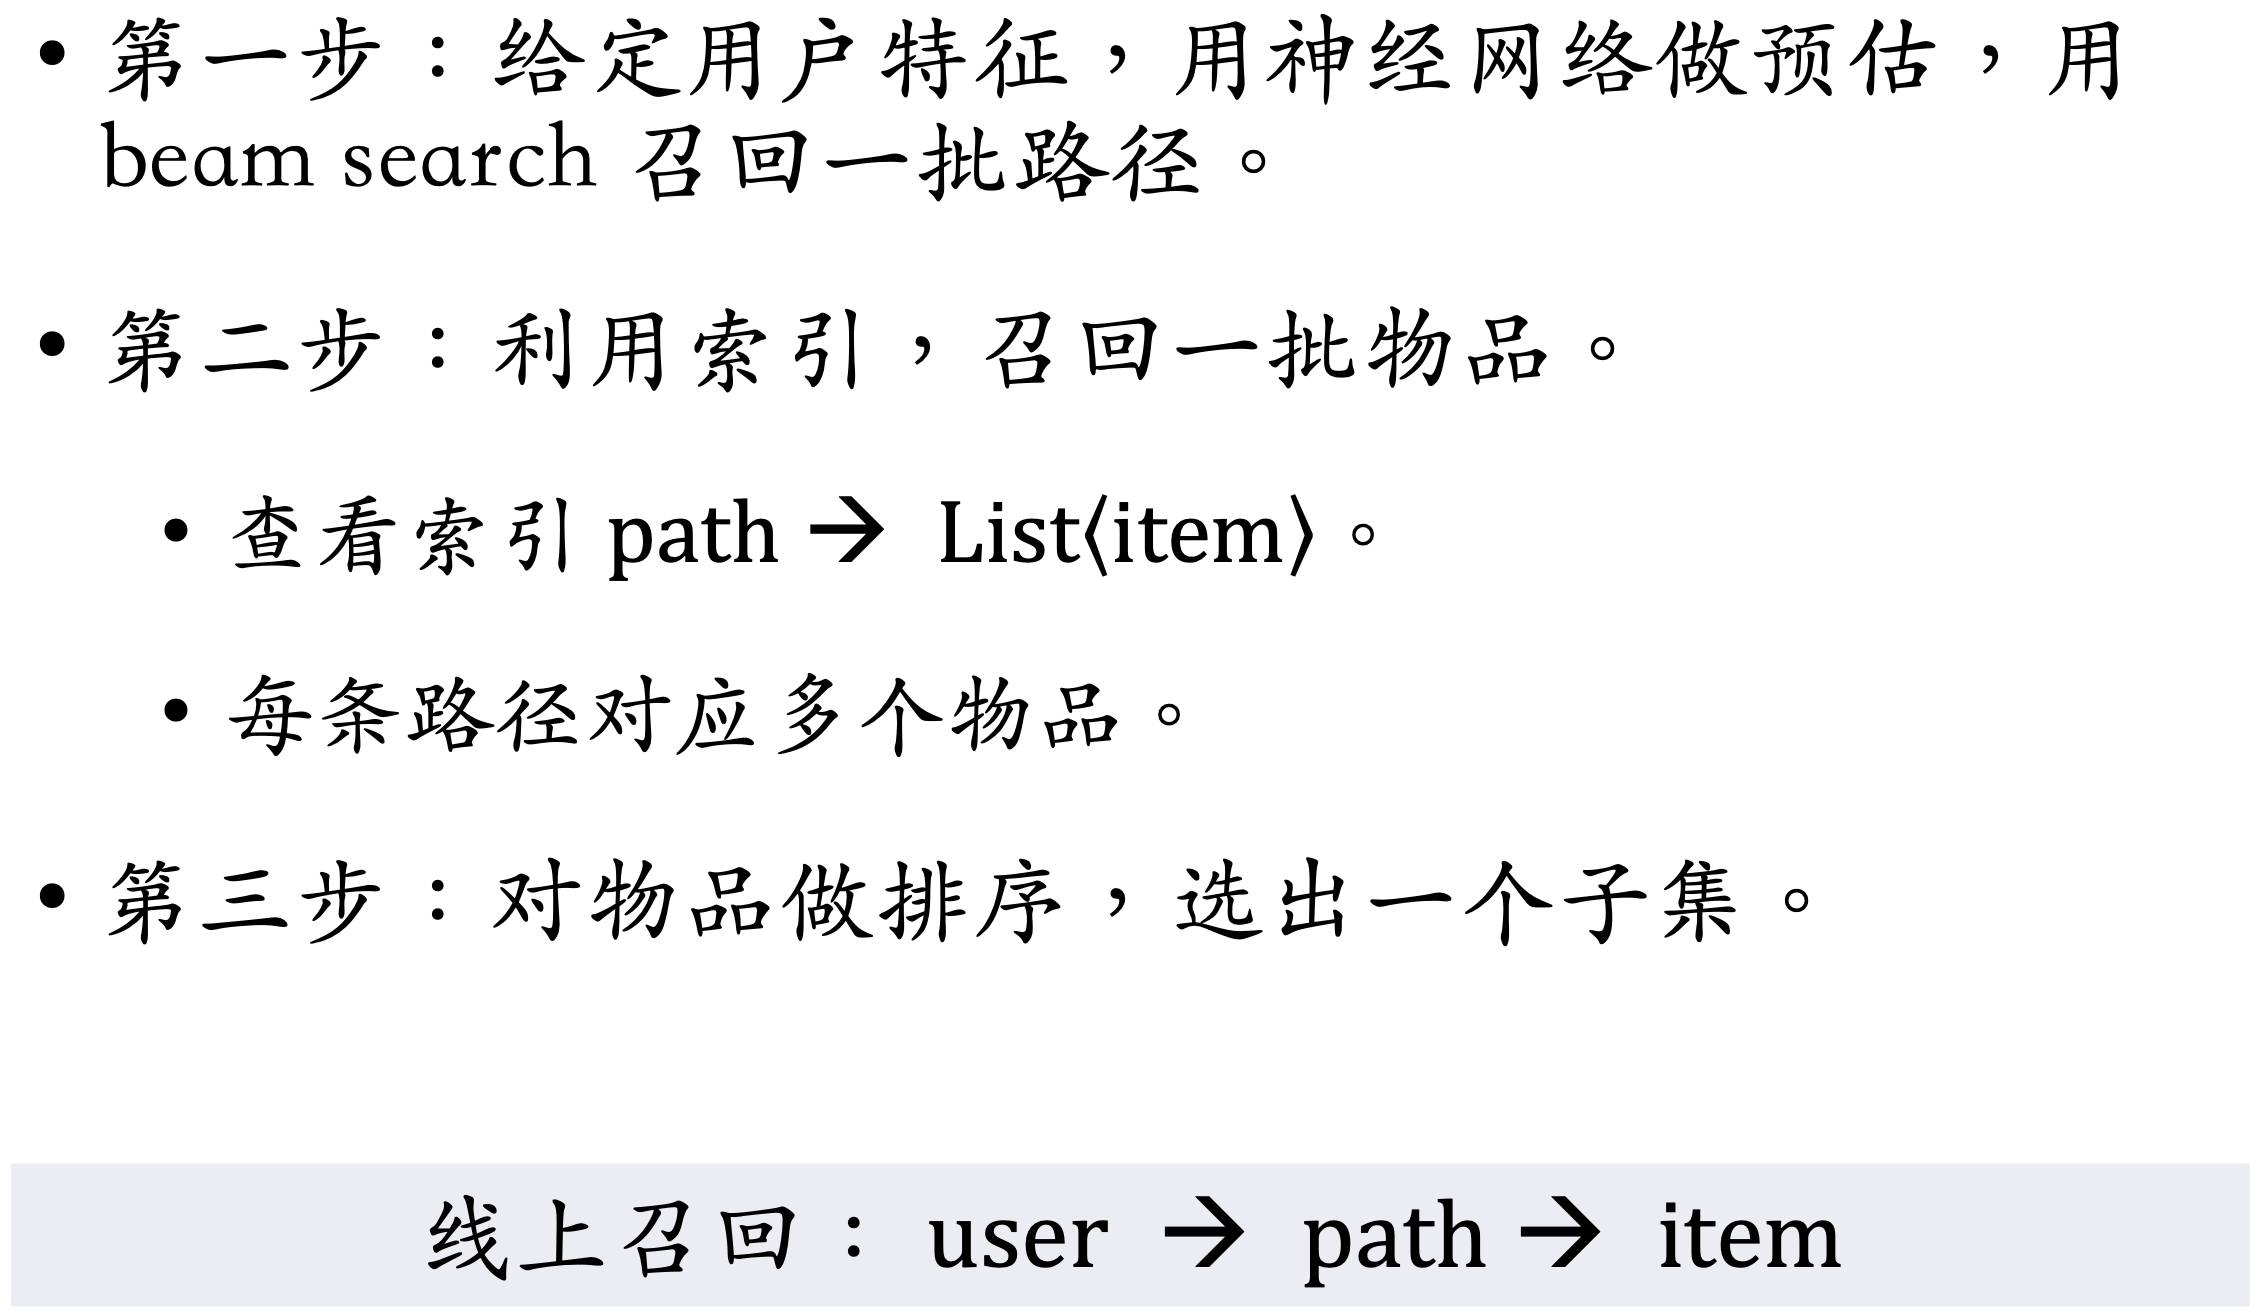 • 第一步：给定用户特征，用神经网络做预估，用
beam search 召回一批路径。
• 第二步：利用索引，召回一批物品。
• 查看索引 path → List⟨item⟩。
• 每条路径对应多个物品。
• 第三步：对物品做排序，选出一个子集。
线上召回： user → path → item